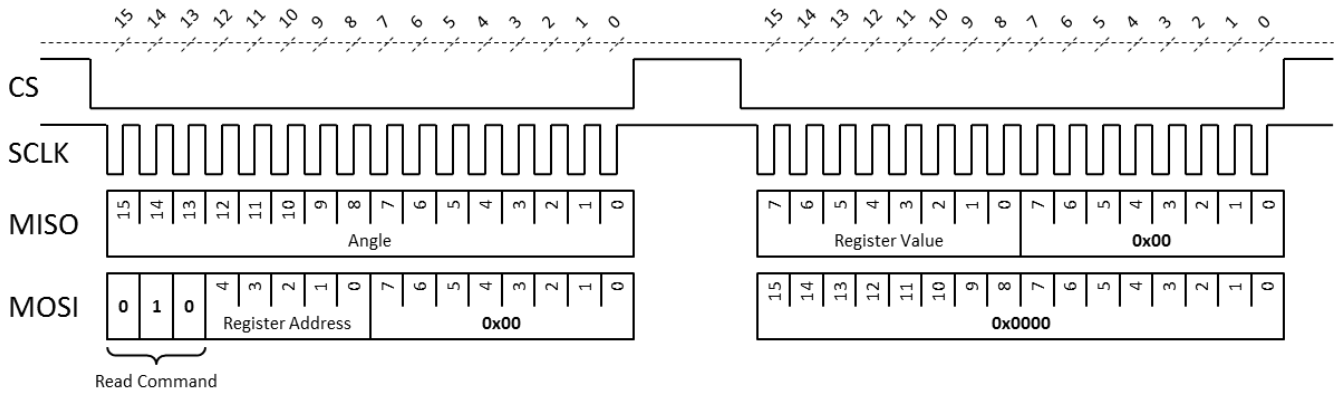 15 14 13 12 11 10 9 8 7 6 5 4 3 2 1 0 15 14 13 12 11 10 9 8 7 6 5 4 3 2 1 0
CS
SCLK
MISO 15 14 13 12 11 10 9 8 7 6 5 4 3 2 1 0 7 6 5 4 3 2 1 0 7 6 5 4 3 2 1 0
Angle Register Value 0x00
MOSI 0 1 0 4 3 2 1 0 7 6 5 4 3 2 1 0 15 14 13 12 11 10 9 8 7 6 5 4 3 2 1 0
Register Address 0x00 0x0000
Read Command